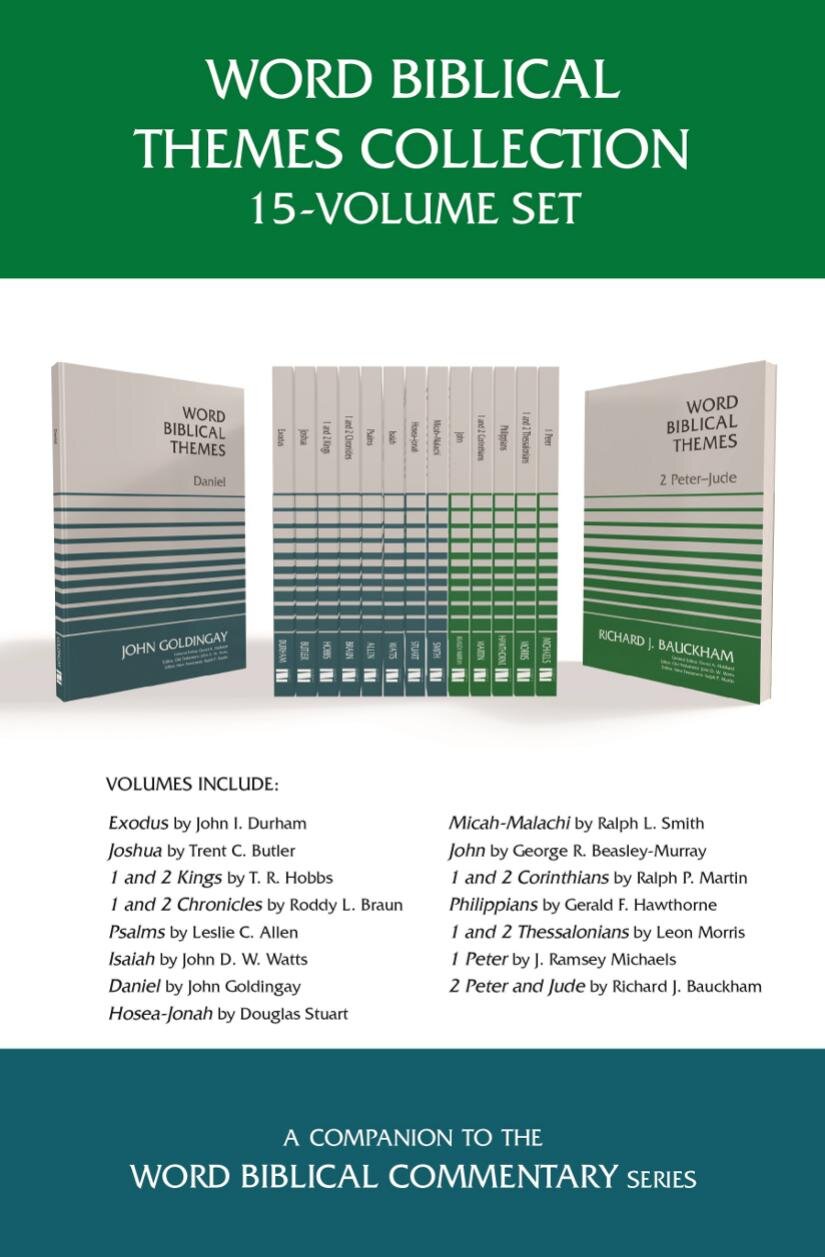 WORD BIBLICAL
THEMES COLLECTION
15-VOLUME SET
WORD
BIBLICAL
THEMES
Daniel
JOHN GOLDINGAY
Exodus
Joshua
1 and 2 Kings
1 and 2 Chronicles
Psalms
Isaiah
Hosea-Jonah
Micah-Malachi
John
1 and 2 Corinthians
Philippians
1 and 2 Thessalonians
1 Peter
DURHAM
BUTLER
HOBBS
BRAUN
ALLEN
WATTS
STUART
SMITH
MARTIN
HAWTHORNE
MORRIS
MICHAELS
WORD
BIBLICAL
THEMES
2 Peter–Jude
RICHARD J. BAUCKHAM
VOLUMES INCLUDE:
Exodus by John I. Durham
Joshua by Trent C. Butler
1 and 2 Kings by T. R. Hobbs
1 and 2 Chronicles by Roddy L. Braun
Psalms by Leslie C. Allen
Isaiah by John D. W. Watts
Daniel by John Goldingay
Hosea-Jonah by Douglas Stuart
Micah-Malachi by Ralph L. Smith
John by George R. Beasley-Murray
1 and 2 Corinthians by Ralph P. Martin
Philippians by Gerald F. Hawthorne
1 and 2 Thessalonians by Leon Morris
1 Peter by J. Ramsey Michaels
2 Peter and Jude by Richard J. Bauckham
A COMPANION TO THE
WORD BIBLICAL COMMENTARY SERIES